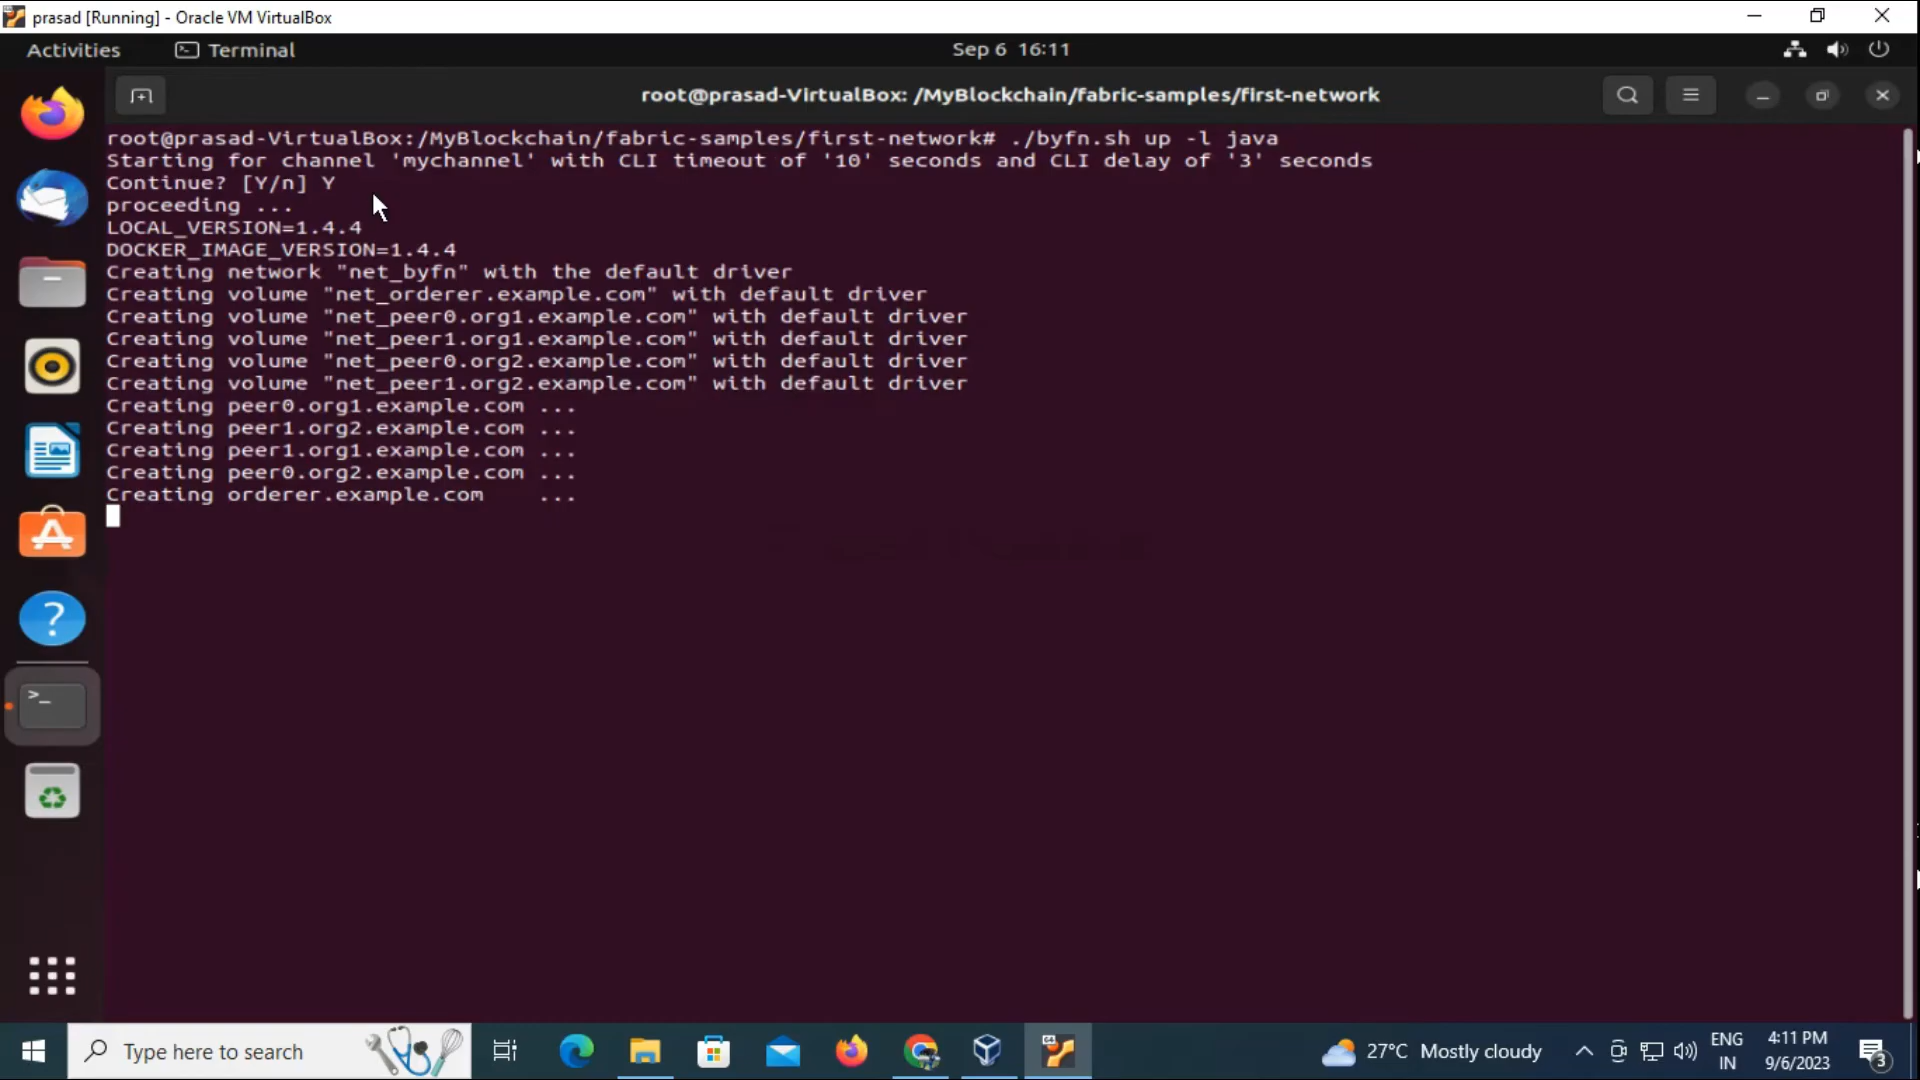 prasad [Running] - Oracle VM VirtualBox
Activities Terminal Sep 6 16:11
root@prasad-VirtualBox: /MyBlockchain/fabric-samples/first-network
root@prasad-VirtualBox:/MyBlockchain/fabric-samples/first-network# ./byfn.sh up -l java
Starting for channel 'mychannel' with CLI timeout of '10' seconds and CLI delay of '3' seconds
Continue? [Y/n] Y
proceeding ...
LOCAL_VERSION=1.4.4
DOCKER_IMAGE_VERSION=1.4.4
Creating network "net_byfn" with the default driver
Creating volume "net_orderer.example.com" with default driver
Creating volume "net_peer0.org1.example.com" with default driver
Creating volume "net_peer1.org1.example.com" with default driver
Creating volume "net_peer0.org2.example.com" with default driver
Creating volume "net_peer1.org2.example.com" with default driver
Creating peer0.org1.example.com ...
Creating peer1.org2.example.com ...
Creating peer1.org1.example.com ...
Creating peer0.org2.example.com ...
Creating orderer.example.com ...
Type here to search
27°C Mostly cloudy
ENG
IN
4:11 PM
9/6/2023
3